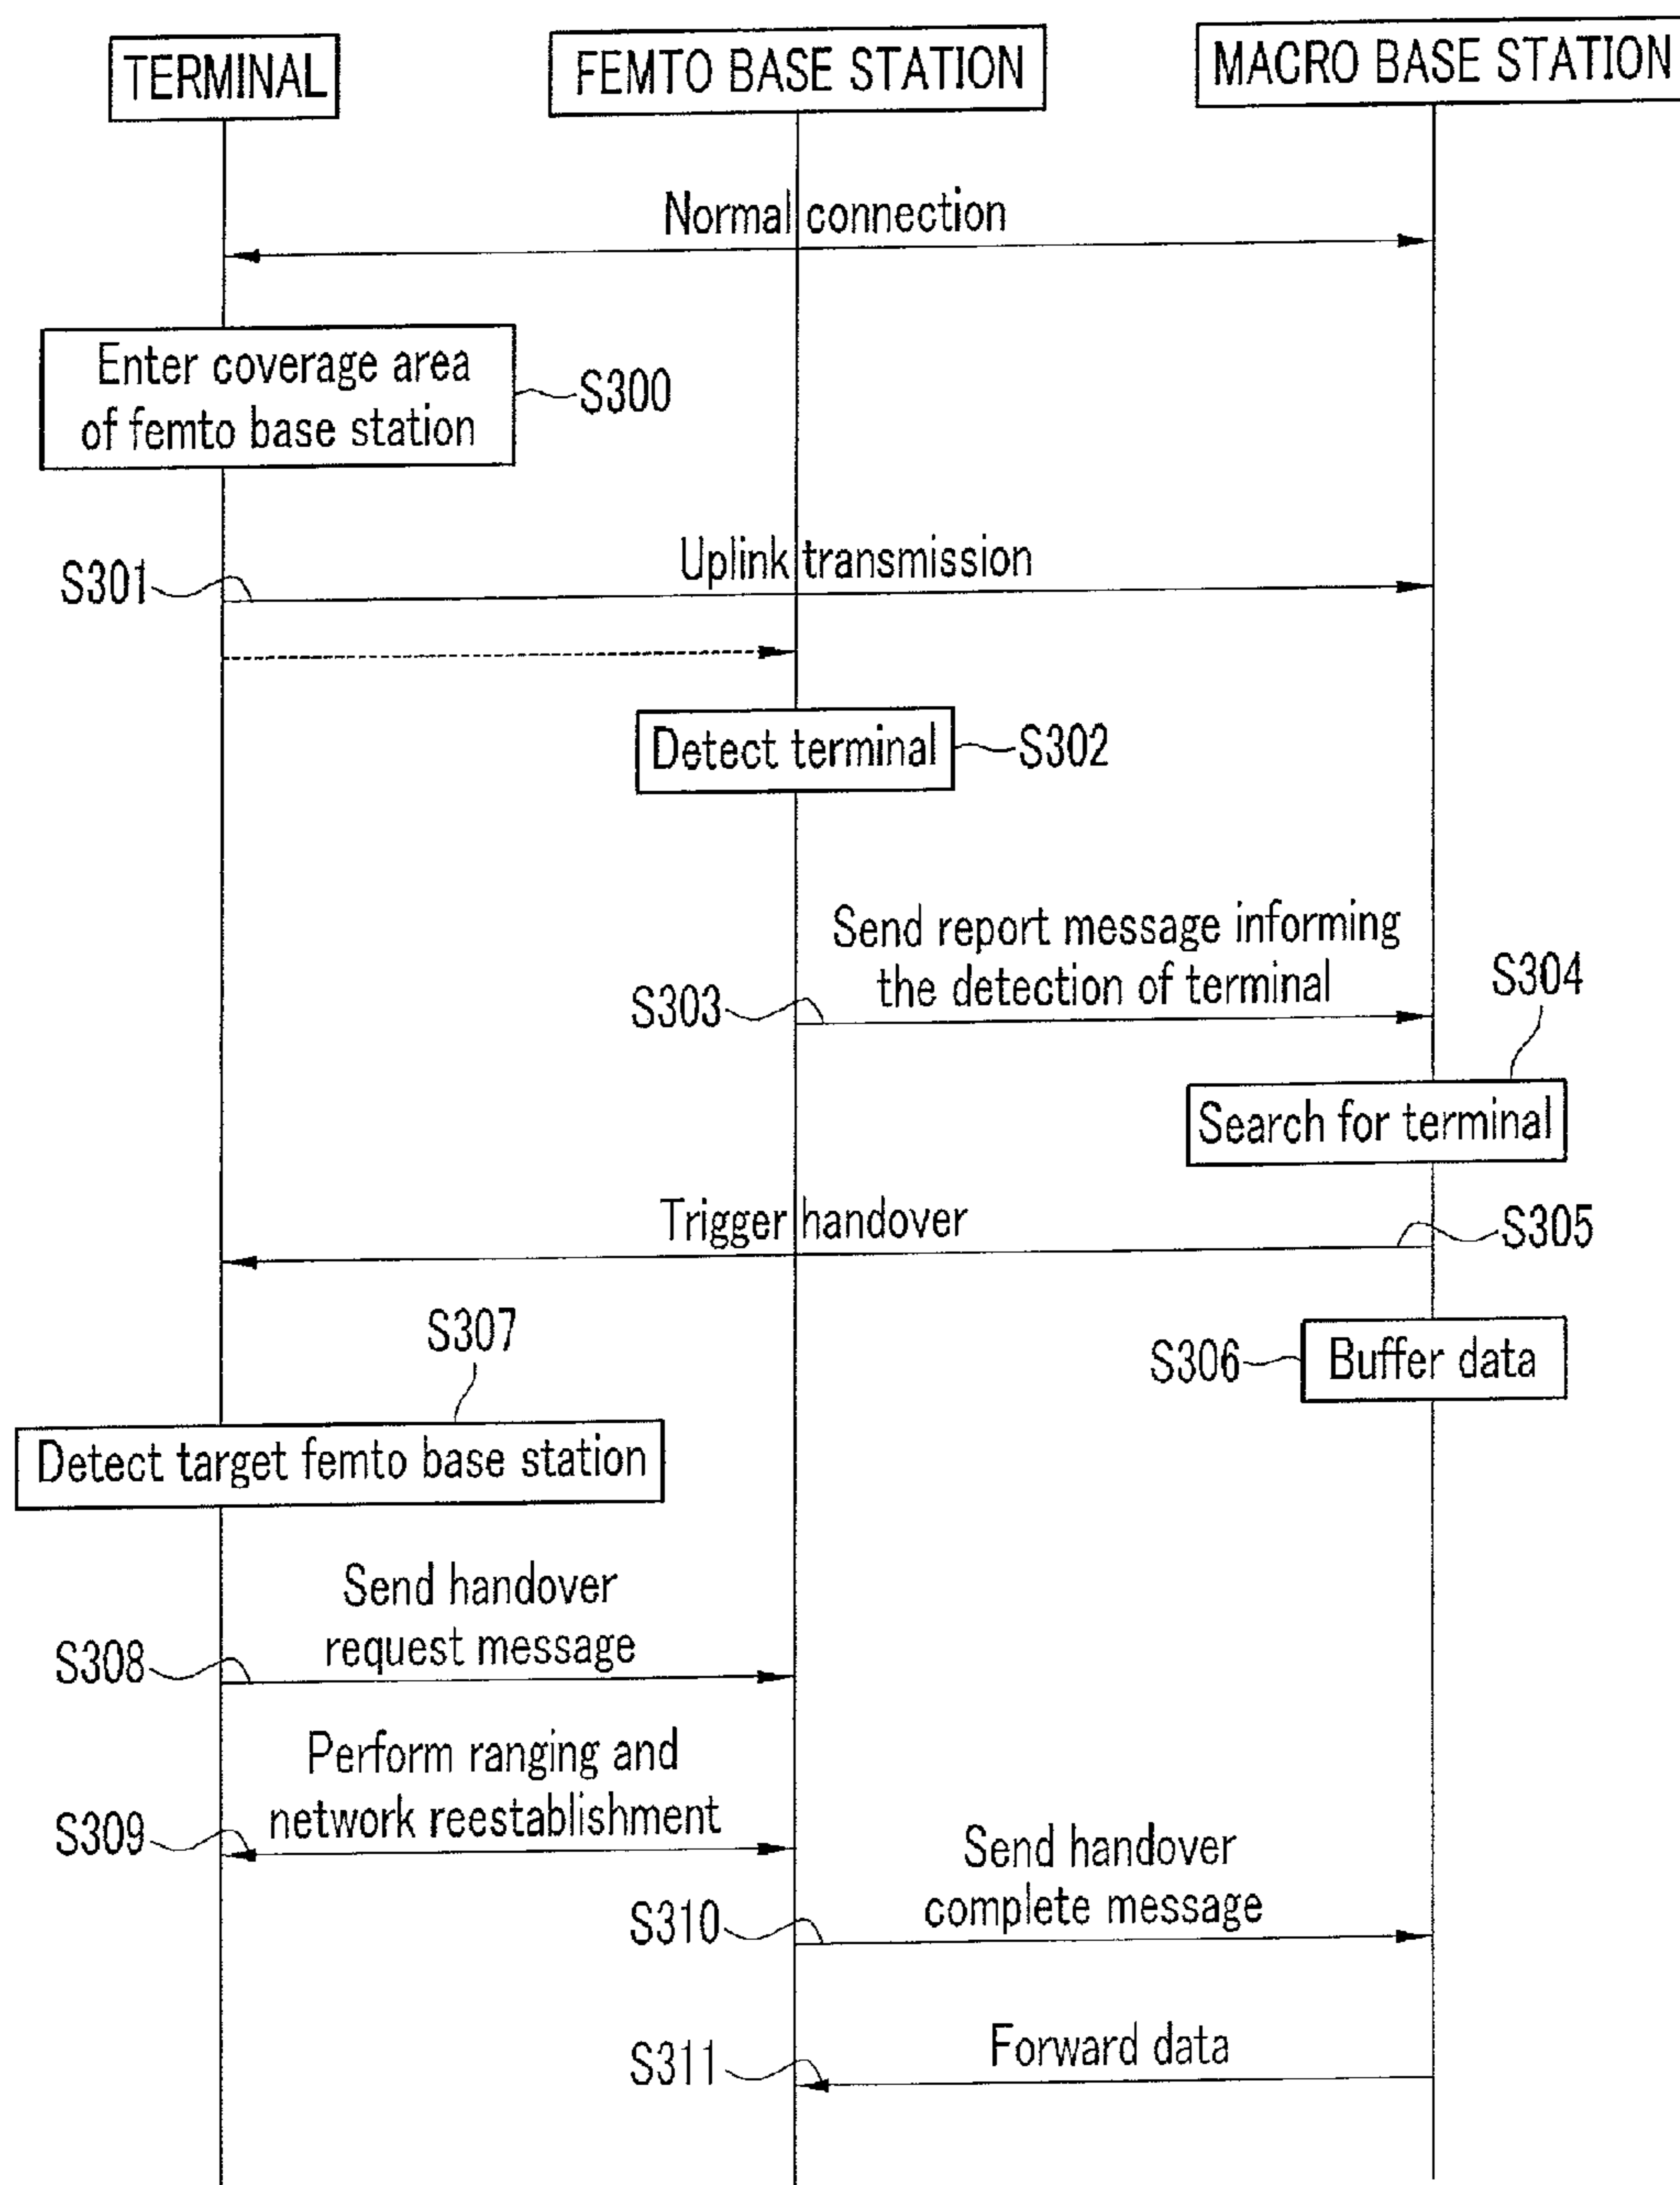 TERMINAL
FEMTO BASE STATION
MACRO BASE STATION
Normal connection
Enter coverage area
of femto base station
S300
Uplink transmission
S301
Detect terminal
S302
Send report message informing
the detection of terminal
S303
S304
Search for terminal
Trigger handover
S305
S307
S306
Buffer data
Detect target femto base station
Send handover
request message
S308
Perform ranging and
network reestablishment
S309
Send handover
complete message
S310
Forward data
S311